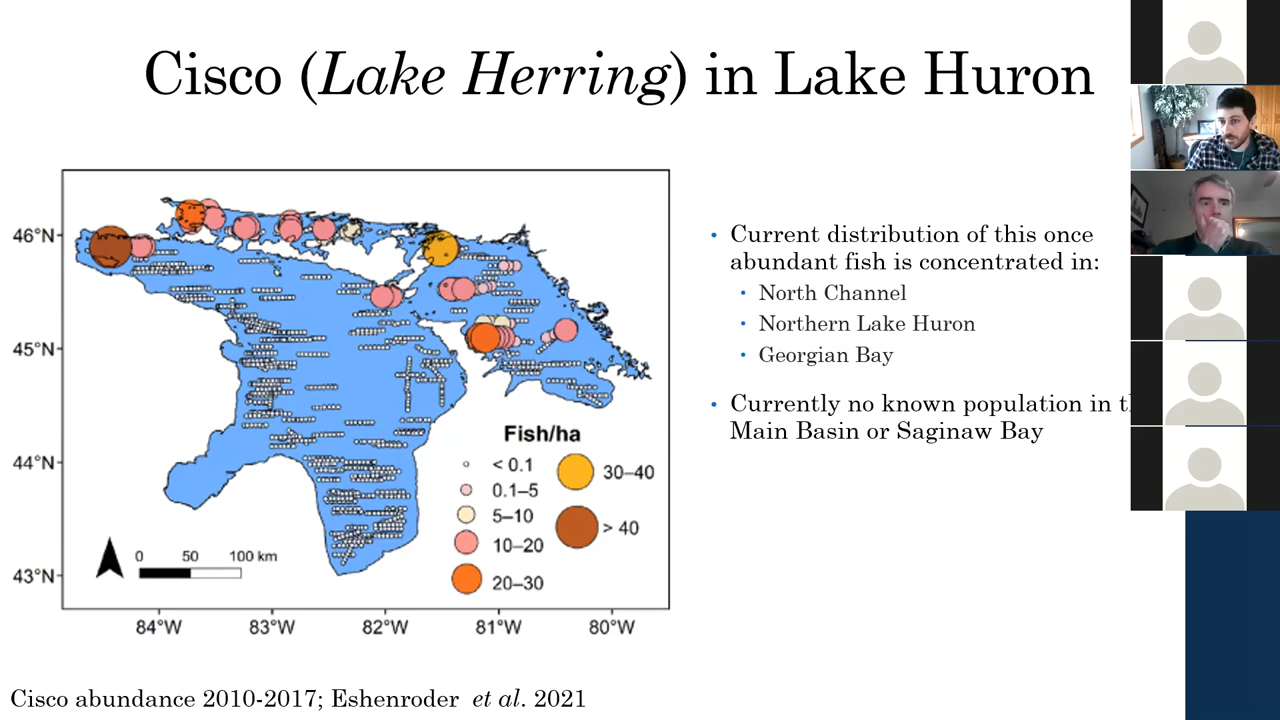 Cisco (Lake Herring) in Lake Huron
46°N
45°N
44°N
43°N
84°W
83°W
82°W
81°W
80°W
0 50 100 km
Fish/ha
< 0.1
0.1–5
5–10
10–20
20–30
30–40
> 40
• Current distribution of this once
abundant fish is concentrated in:
• North Channel
• Northern Lake Huron
• Georgian Bay
• Currently no known population in
Main Basin or Saginaw Bay
Cisco abundance 2010-2017; Eshenroder et al. 2021